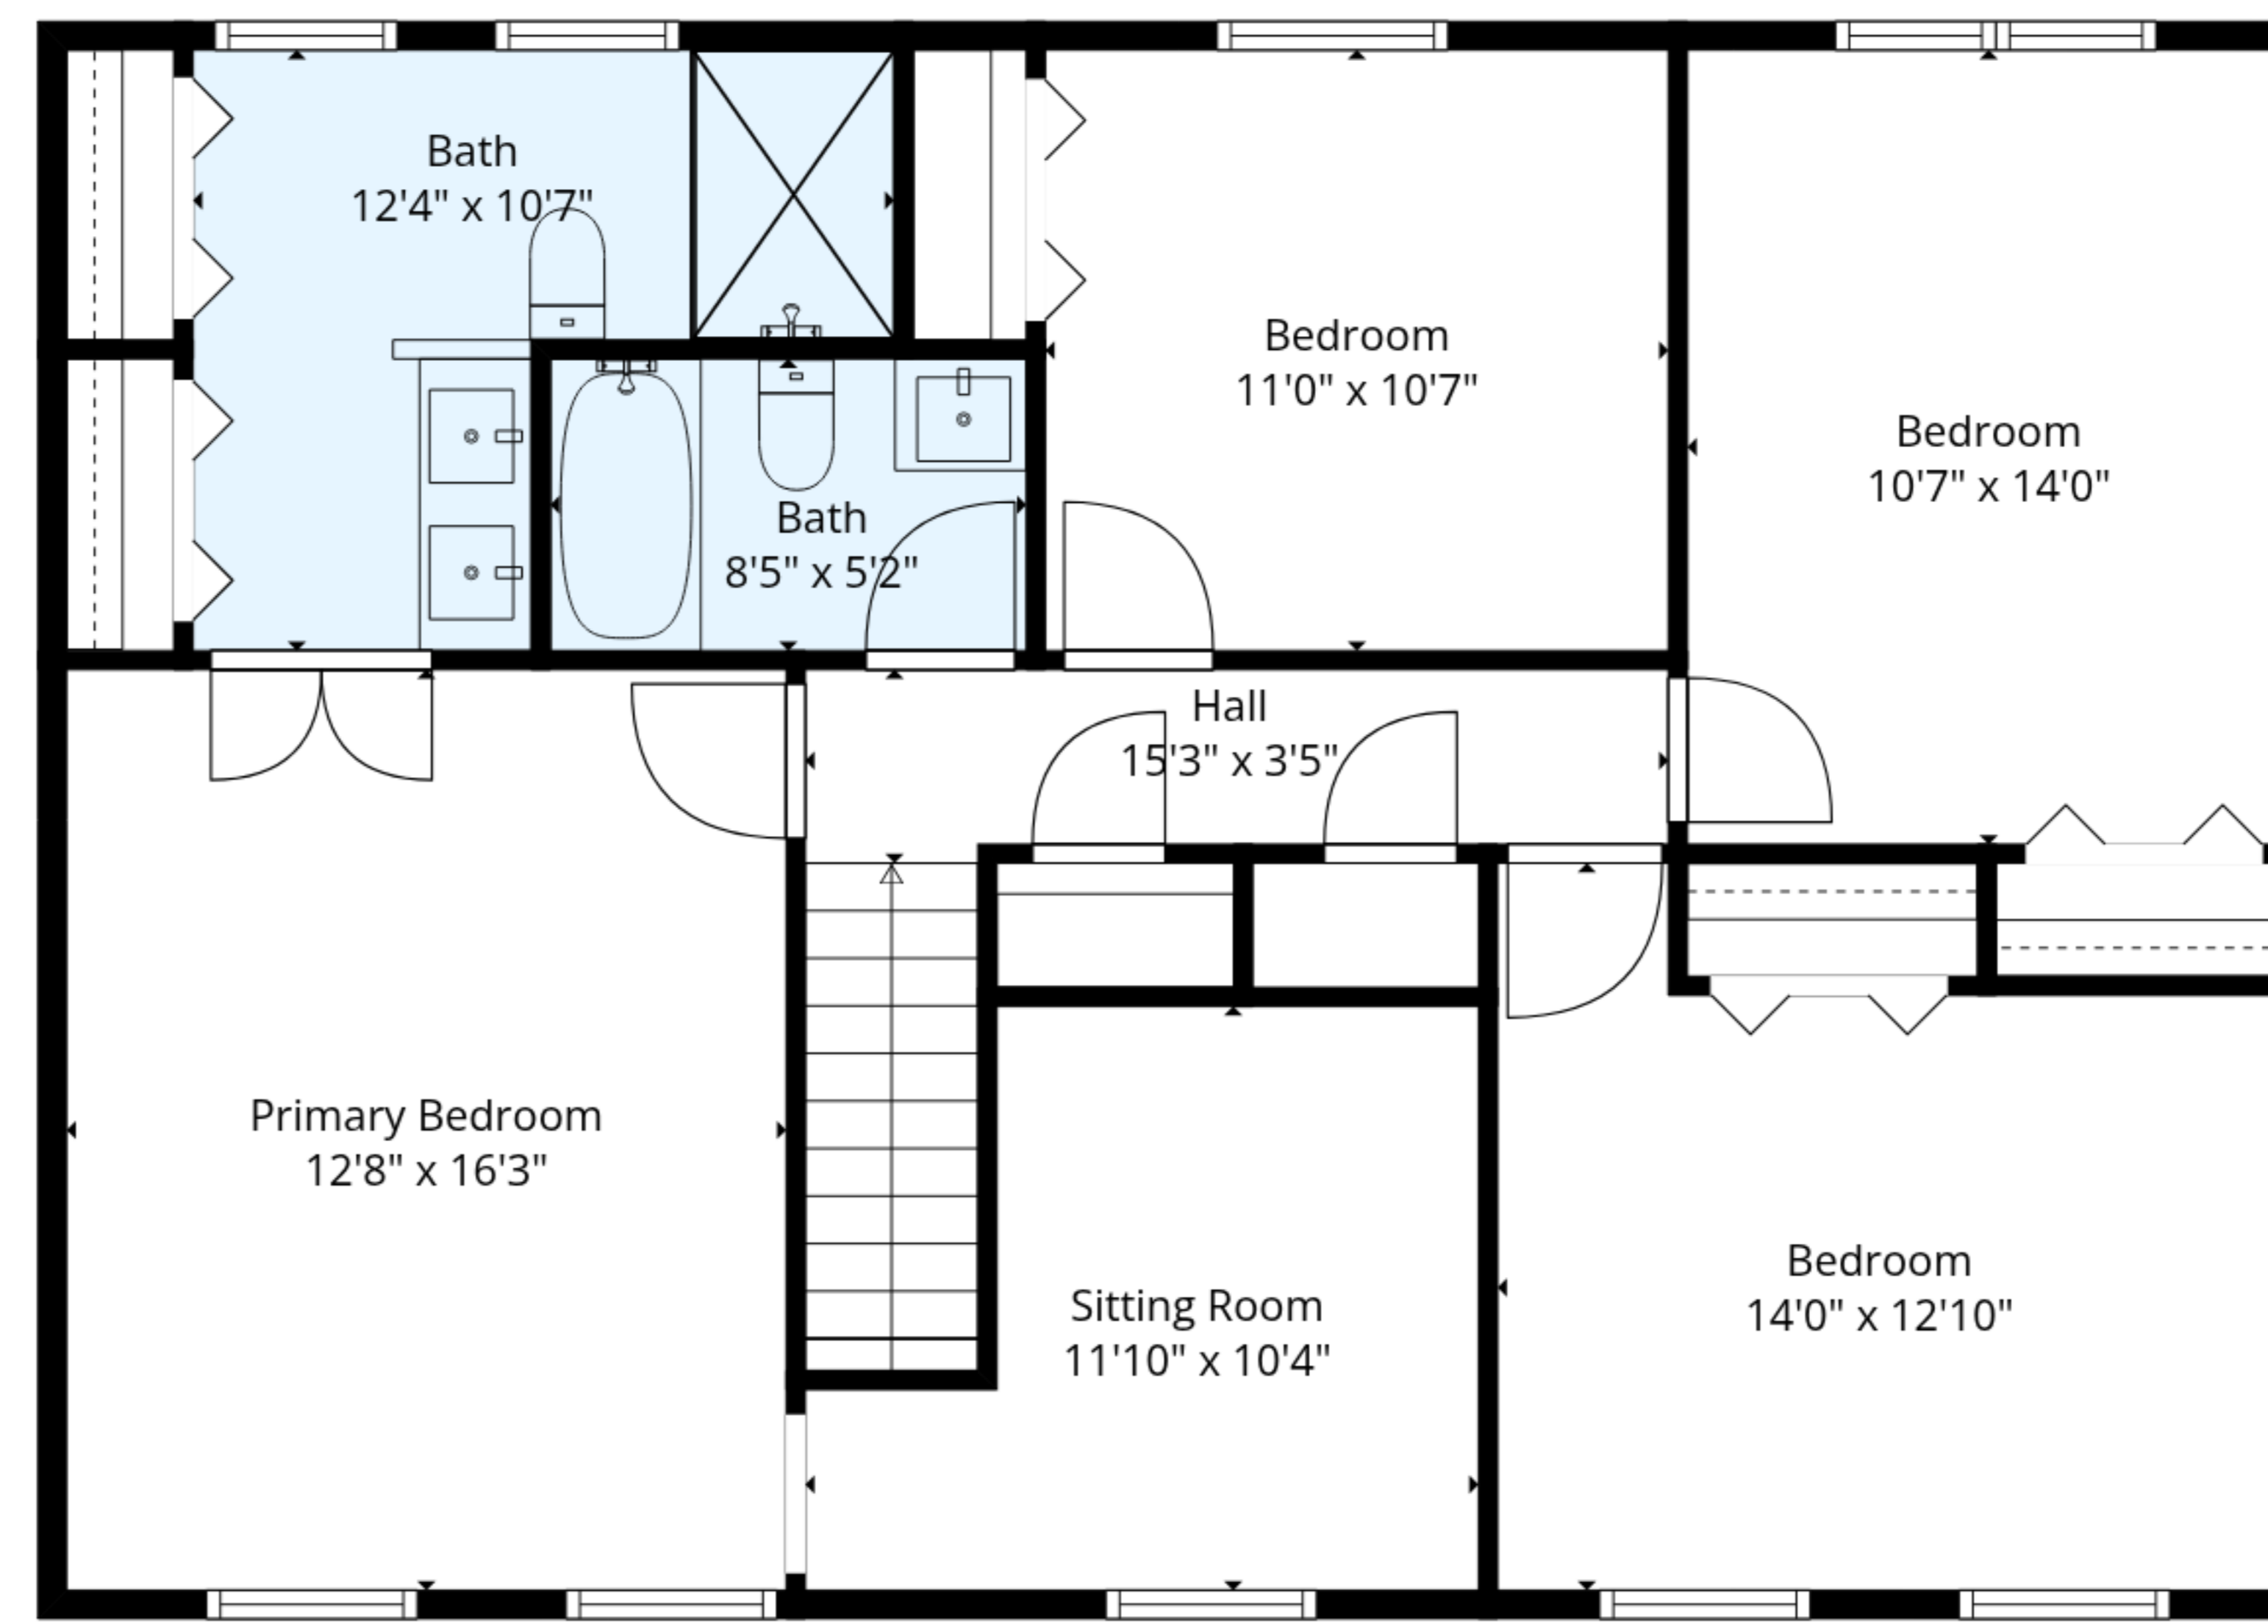 Bath
12'4" x 10'7"
Bedroom
11'0" x 10'7"
Bedroom
10'7" x 14'0"
Bath
8'5" x 5'2"
Hall
15'3" x 3'5"
Primary Bedroom
12'8" x 16'3"
Sitting Room
11'10" x 10'4"
Bedroom
14'0" x 12'10"